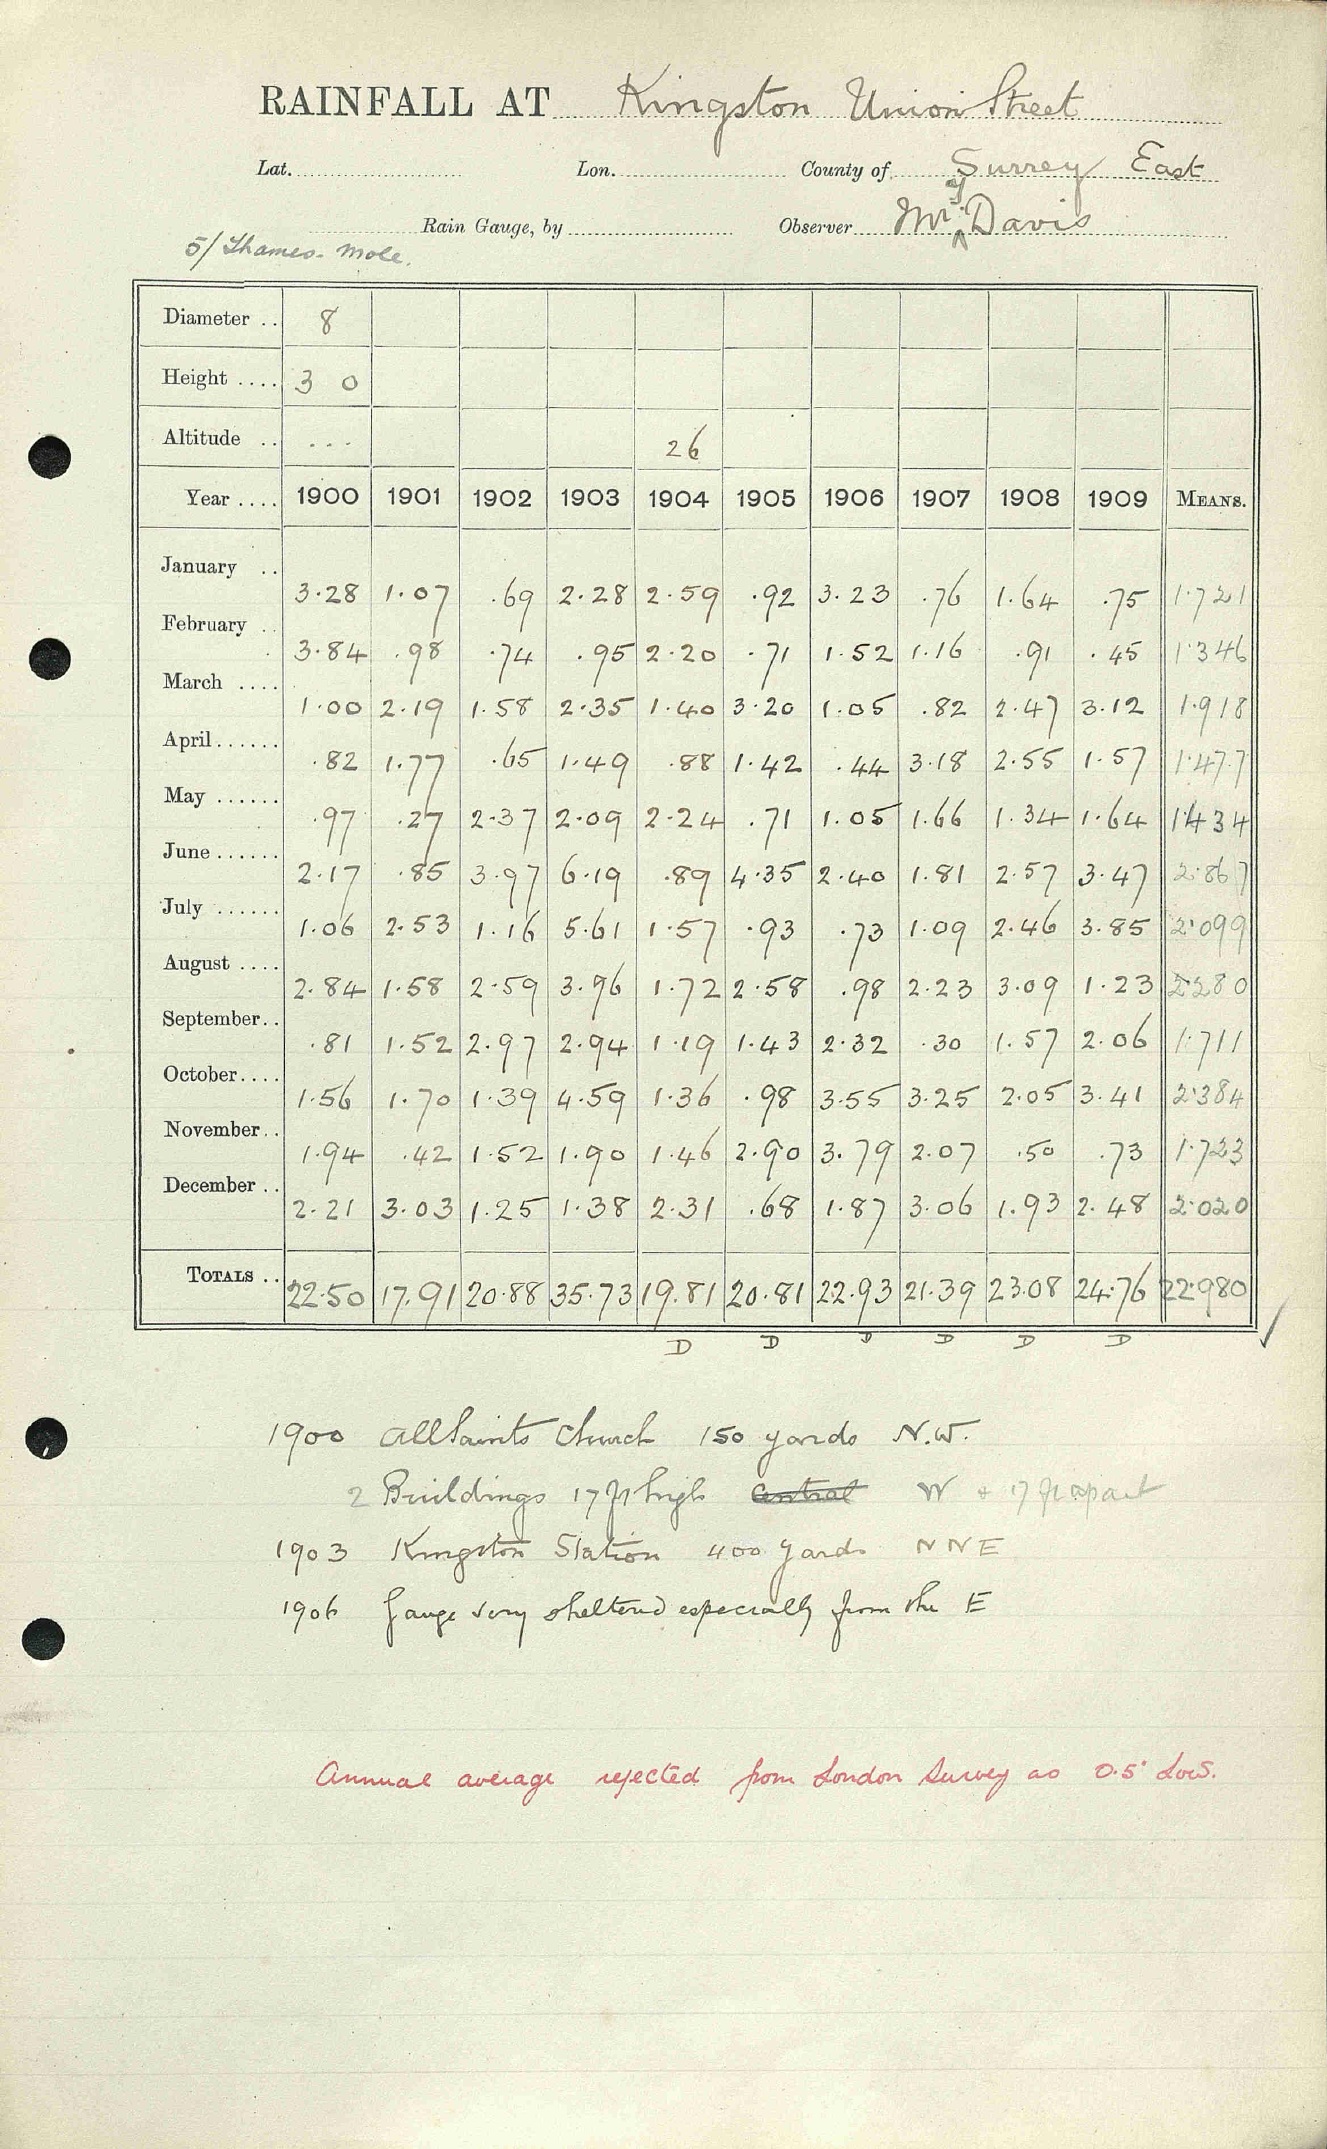 RAINFALL AT Kingston Union Street
Lat. Lon. County of Surrey East
Rain Gauge, by Observer Mr. J. Davis
5/ Thames - Mole.
Diameter .. 8
Height .... 3 0
Altitude .. ... 26
Year .... 1900 1901 1902 1903 1904 1905 1906 1907 1908 1909 MEANS.
January .. 3.28 1.07 .69 2.28 2.59 .92 3.23 .76 1.64 .75 1.721
February .. 3.84 .98 .74 .95 2.20 .71 1.52 1.16 .91 .45 1.346
March .... 1.00 2.19 1.58 2.35 1.40 3.20 1.05 .82 2.47 3.12 1.918
April...... .82 1.77 .65 1.49 .88 1.42 .44 3.18 2.55 1.57 1.477
May ...... .97 .27 2.37 2.09 2.24 .71 1.05 1.66 1.34 1.64 1.434
June...... 2.17 .85 3.97 6.19 .89 4.35 2.40 1.81 2.57 3.47 2.867
July ...... 1.06 2.53 1.16 5.61 1.57 .93 .73 1.09 2.46 3.85 2.099
August .... 2.84 1.58 2.59 3.96 1.72 2.58 .98 2.23 3.09 1.23 2.280
September.. .81 1.52 2.97 2.94 1.19 1.43 2.32 .30 1.57 2.06 1.711
October.... 1.56 1.70 1.39 4.59 1.36 .98 3.55 3.25 2.05 3.41 2.384
November.. 1.94 .42 1.52 1.90 1.46 2.90 3.79 2.07 .50 .73 1.723
December .. 2.21 3.03 1.25 1.38 2.31 .68 1.87 3.06 1.93 2.48 2.020
TOTALS .. 22.50 17.91 20.88 35.73 19.81 20.81 22.93 21.39 23.08 24.76 22.980
D D D D D D
1900 All Saints Church 150 yards N.W.
2 Buildings 17 ft high Central W + 17 ft apart
1903 Kingston Station 400 yards NNE
1906 Gauge very sheltered especially from the E
Annual average rejected from London Survey as 0.5" low.